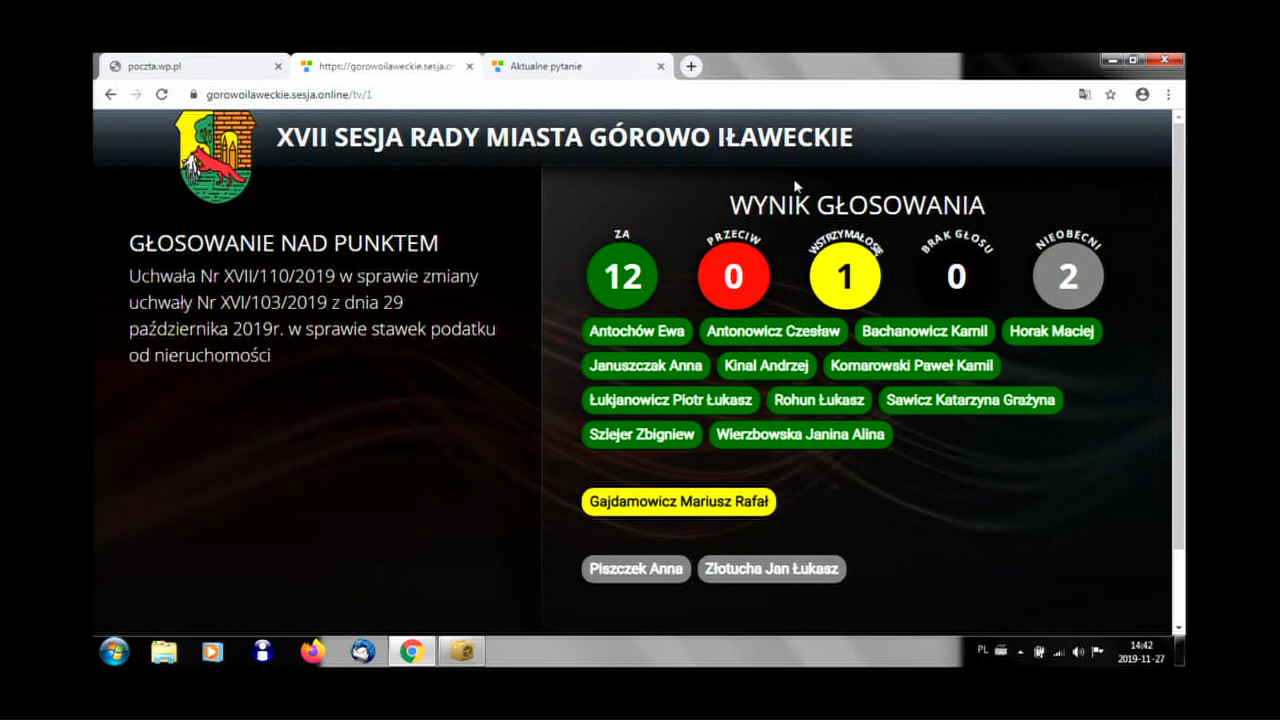 poczta.wp.pl
https://gorowoilaweckie.sesja.or
Aktualne pytanie
gorowoilaweckie.sesja.online/tv/1
XVII SESJA RADY MIASTA GÓROWO IŁAWECKIE
GŁOSOWANIE NAD PUNKTEM
Uchwała Nr XVII/110/2019 w sprawie zmiany
uchwały Nr XVI/103/2019 z dnia 29
października 2019r. w sprawie stawek podatku
od nieruchomości
WYNIK GŁOSOWANIA
ZA PRZECIW WSTRZYMAŁO SIĘ BRAK GŁOSU NIEOBECNI
12 0 1 0 2
Antochów Ewa Antonowicz Czesław Bachanowicz Kamil Horak Maciej
Januszczak Anna Kinal Andrzej Komarowski Paweł Kamil
Łukjanowicz Piotr Łukasz Rohun Łukasz Sawicz Katarzyna Grażyna
Szlejer Zbigniew Wierzbowska Janina Alina
Gajdamowicz Mariusz Rafał
Piszczek Anna Złotucha Jan Łukasz
PL
14:42
2019-11-27